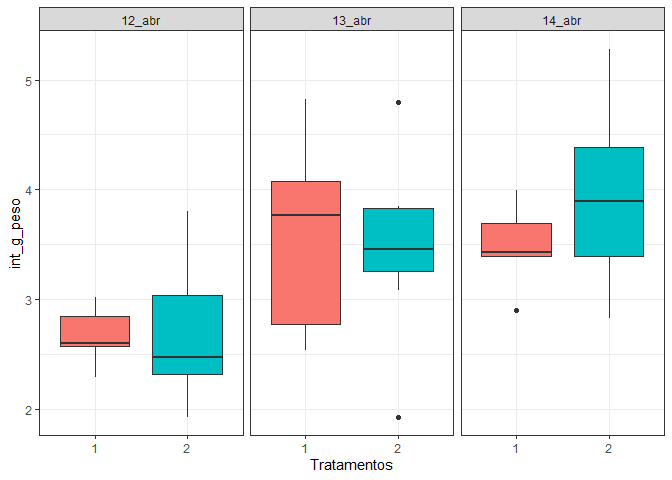 12_abr 13_abr 14_abr
int_g_peso
5
4
3
2
1 2 1 2 1 2
Tratamentos